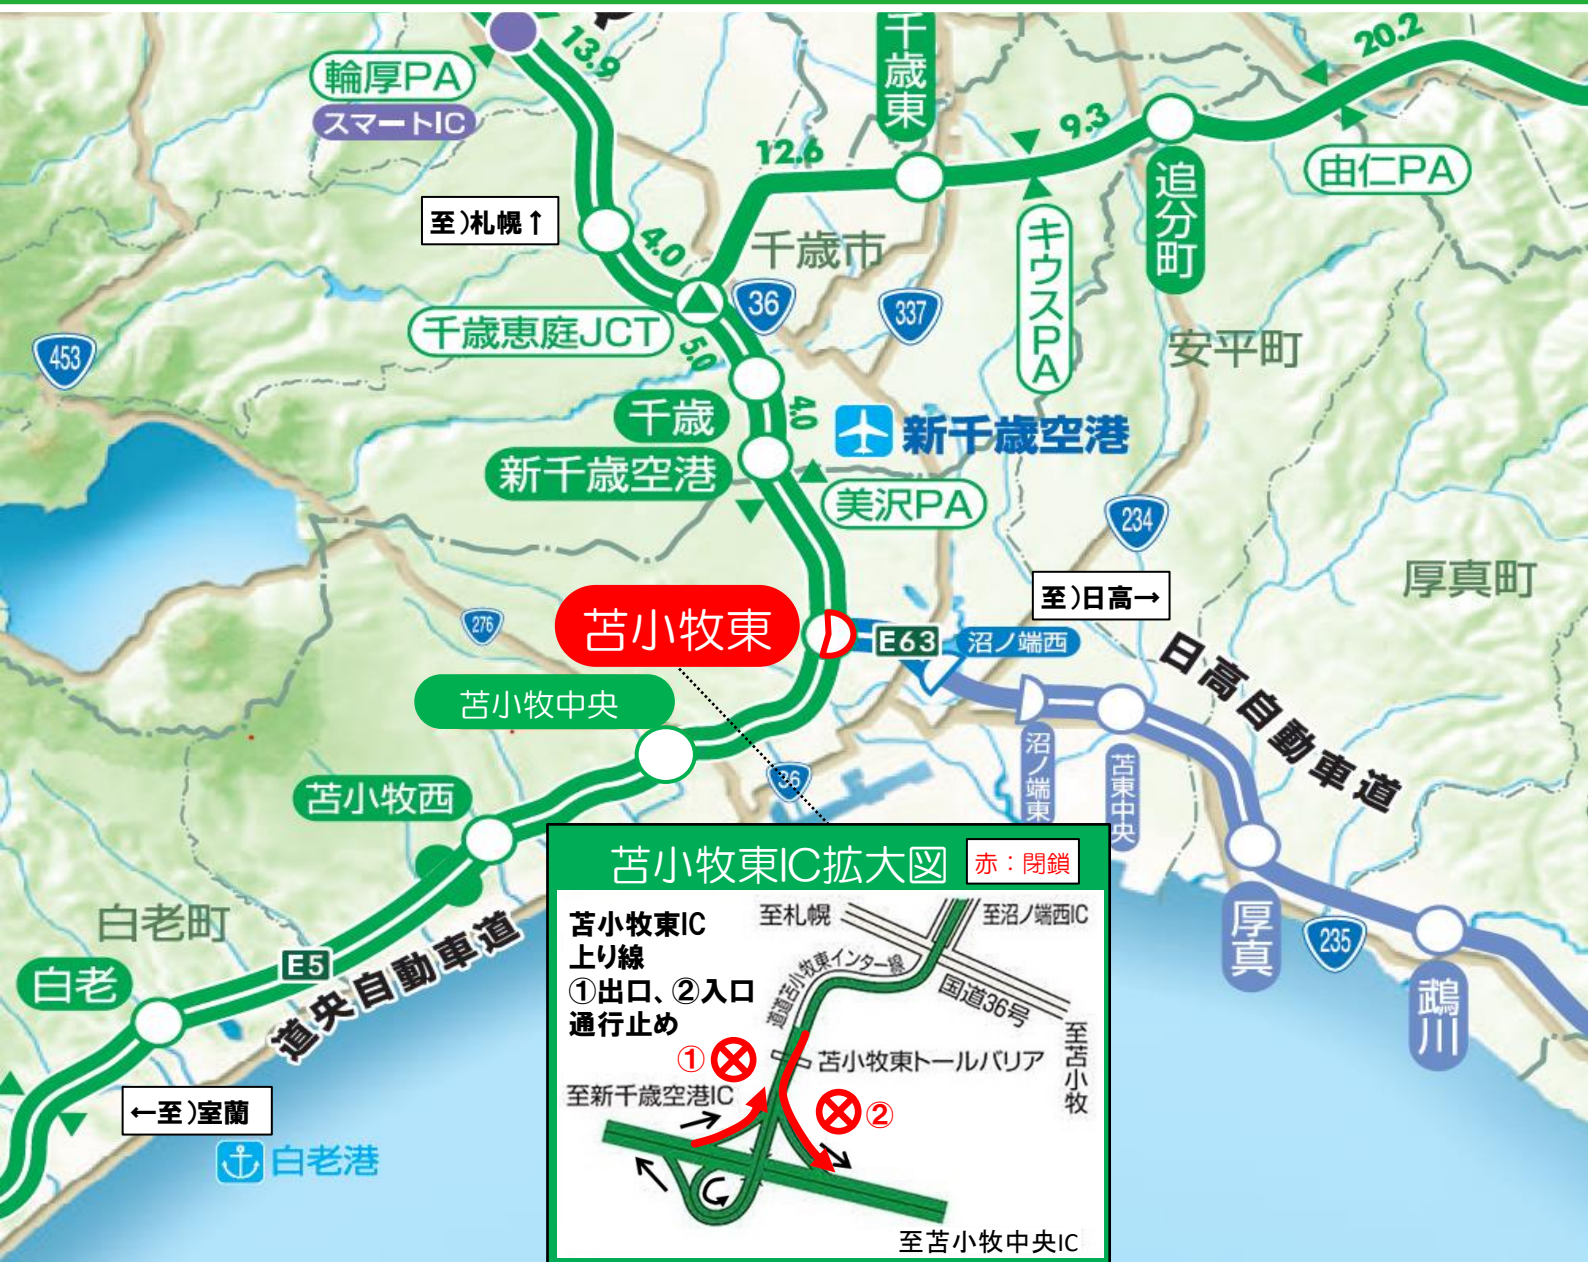 13.9
輪厚PA
スマートIC
千歳東
20.2
12.6
9.3
由仁PA
追分町
キウスPA
至)札幌↑
4.0
千歳市
千歳恵庭JCT
36
337
5.0
453
安平町
千歳
4.0
新千歳空港
新千歳空港
美沢PA
234
厚真町
至)日高→
276
苫小牧東
E63
沼ノ端西
日高自動車道
苫小牧中央
沼ノ端東
苫東中央
36
苫小牧西
白老町
E5
白老
道央自動車道
厚真
235
鵡川
←至)室蘭
白老港
苫小牧東IC拡大図
赤：閉鎖
苫小牧東IC
上り線
①出口、②入口
通行止め
至札幌
至沼ノ端西IC
道道苫小牧東インター線
国道36号
至苫小牧
①
苫小牧東トールバリア
至新千歳空港IC
②
至苫小牧中央IC